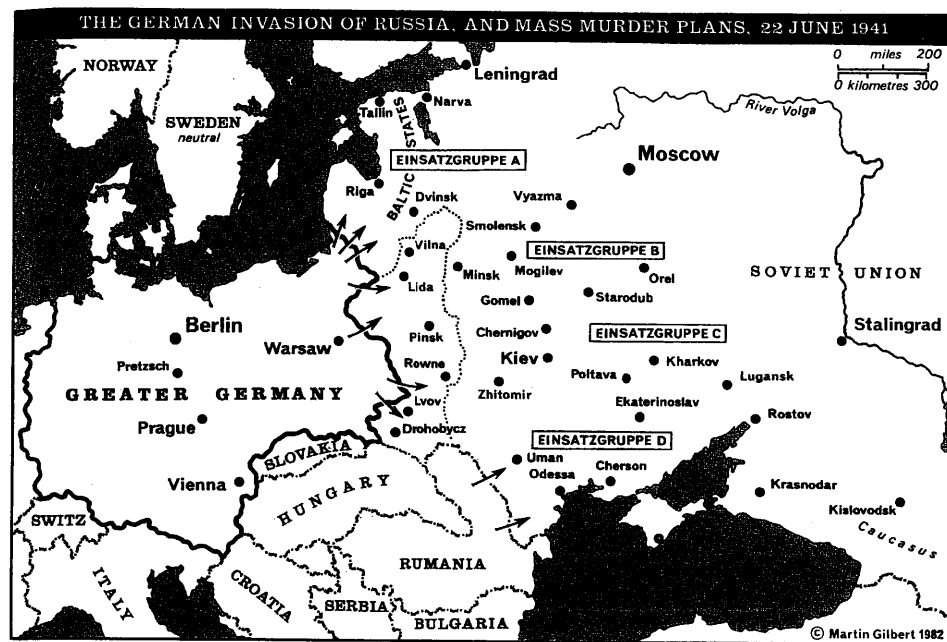 THE GERMAN INVASION OF RUSSIA, AND MASS MURDER PLANS, 22 JUNE 1941
0 miles 200
0 kilometres 300
NORWAY
SWEDEN
neutral
Leningrad
Tallin
Narva
BALTIC STATES
River Volga
EINSATZGRUPPE A
Moscow
Riga
Dvinsk
Vyazma
Smolensk
Vilna
EINSATZGRUPPE B
Minsk
Mogilev
Orel
SOVIET UNION
Lida
Gomel
Starodub
Berlin
Warsaw
Pinsk
Chernigov
EINSATZGRUPPE C
Stalingrad
Pretzsch
Rowne
Kiev
Kharkov
GREATER GERMANY
Zhitomir
Poltava
Lugansk
Lvov
Ekaterinoslav
Prague
Drohobycz
Rostov
SLOVAKIA
EINSATZGRUPPE D
Vienna
Uman
Odessa
Cherson
HUNGARY
Krasnodar
Kislovodsk
SWITZ
Caucasus
ITALY
RUMANIA
CROATIA
SERBIA
BULGARIA
© Martin Gilbert 1982